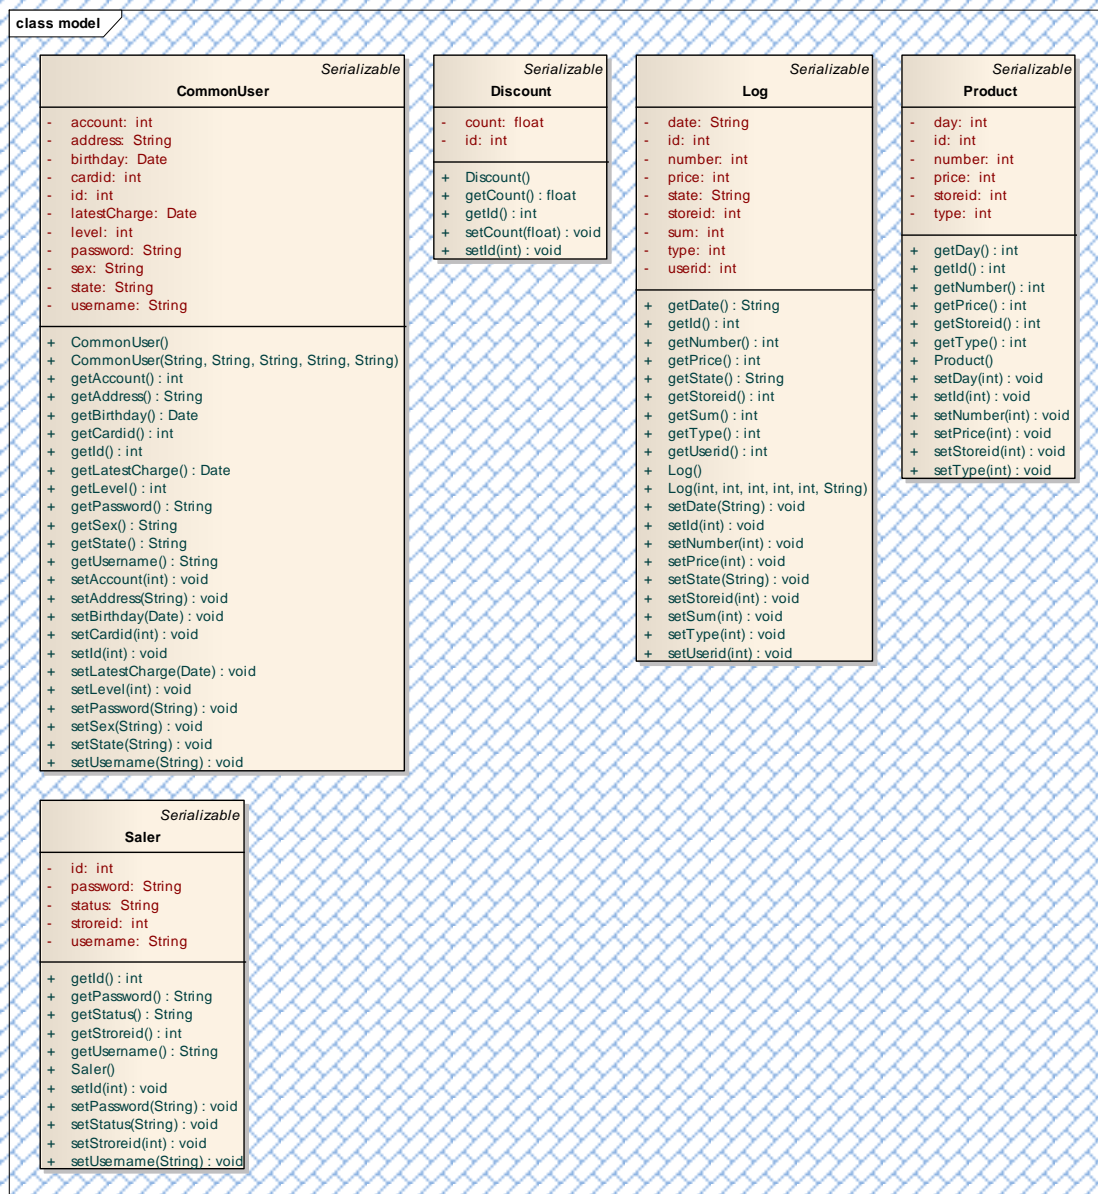 class model
Serializable
CommonUser
- account: int
- address: String
- birthday: Date
- cardid: int
- id: int
- latestCharge: Date
- level: int
- password: String
- sex: String
- state: String
- username: String
+ CommonUser()
+ CommonUser(String, String, String, String, String)
+ getAccount() : int
+ getAddress() : String
+ getBirthday() : Date
+ getCardid() : int
+ getId() : int
+ getLatestCharge() : Date
+ getLevel() : int
+ getPassword() : String
+ getSex() : String
+ getState() : String
+ getUsername() : String
+ setAccount(int) : void
+ setAddress(String) : void
+ setBirthday(Date) : void
+ setCardid(int) : void
+ setId(int) : void
+ setLatestCharge(Date) : void
+ setLevel(int) : void
+ setPassword(String) : void
+ setSex(String) : void
+ setState(String) : void
+ setUsername(String) : void
Serializable
Discount
- count: float
- id: int
+ Discount()
+ getCount() : float
+ getId() : int
+ setCount(float) : void
+ setId(int) : void
Serializable
Log
- date: String
- id: int
- number: int
- price: int
- state: String
- storeid: int
- sum: int
- type: int
- userid: int
+ getDate() : String
+ getId() : int
+ getNumber() : int
+ getPrice() : int
+ getState() : String
+ getStoreid() : int
+ getSum() : int
+ getType() : int
+ getUserid() : int
+ Log()
+ Log(int, int, int, int, int, String)
+ setDate(String) : void
+ setId(int) : void
+ setNumber(int) : void
+ setPrice(int) : void
+ setState(String) : void
+ setStoreid(int) : void
+ setSum(int) : void
+ setType(int) : void
+ setUserid(int) : void
Serializable
Product
- day: int
- id: int
- number: int
- price: int
- storeid: int
- type: int
+ getDay() : int
+ getId() : int
+ getNumber() : int
+ getPrice() : int
+ getStoreid() : int
+ getType() : int
+ Product()
+ setDay(int) : void
+ setId(int) : void
+ setNumber(int) : void
+ setPrice(int) : void
+ setStoreid(int) : void
+ setType(int) : void
Serializable
Saler
- id: int
- password: String
- status: String
- stroreid: int
- username: String
+ getId() : int
+ getPassword() : String
+ getStatus() : String
+ getStroreid() : int
+ getUsername() : String
+ Saler()
+ setId(int) : void
+ setPassword(String) : void
+ setStatus(String) : void
+ setStroreid(int) : void
+ setUsername(String) : void